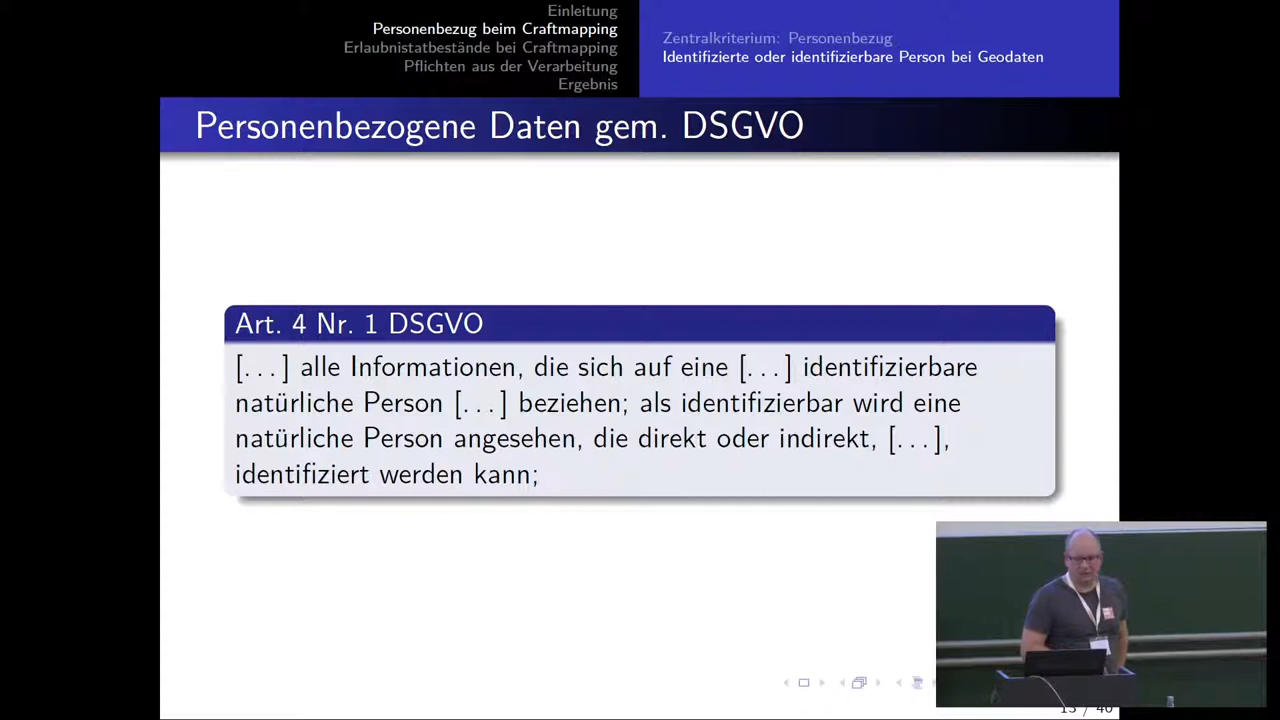 Einleitung
Personenbezug beim Craftmapping
Erlaubnistatbestände bei Craftmapping
Pflichten aus der Verarbeitung
Ergebnis
Zentralkriterium: Personenbezug
Identifizierte oder identifizierbare Person bei Geodaten
Personenbezogene Daten gem. DSGVO
Art. 4 Nr. 1 DSGVO
[...] alle Informationen, die sich auf eine [...] identifizierbare
natürliche Person [...] beziehen; als identifizierbar wird eine
natürliche Person angesehen, die direkt oder indirekt, [...],
identifiziert werden kann;